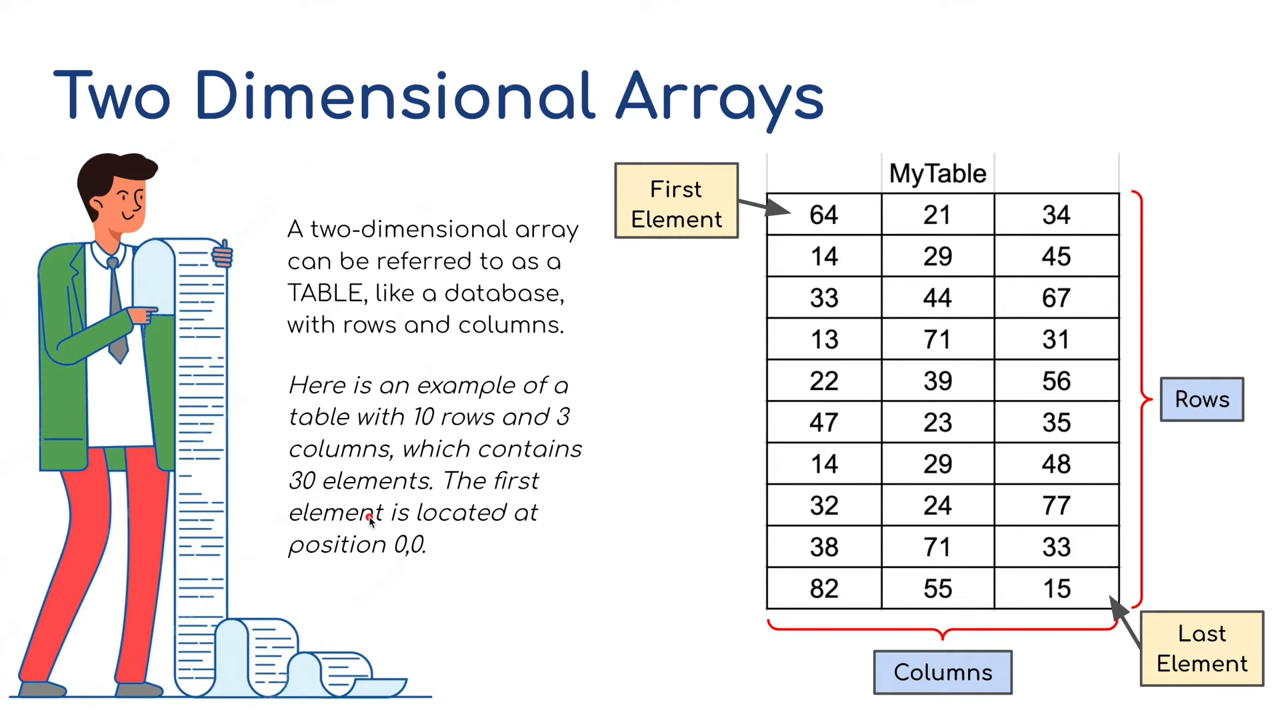 Two Dimensional Arrays
A two-dimensional array
can be referred to as a
TABLE, like a database,
with rows and columns.
Here is an example of a
table with 10 rows and 3
columns, which contains
30 elements. The first
element is located at
position 0,0.
First
Element
MyTable
64 21 34
14 29 45
33 44 67
13 71 31
22 39 56
47 23 35
14 29 48
32 24 77
38 71 33
82 55 15
Rows
Columns
Last
Element